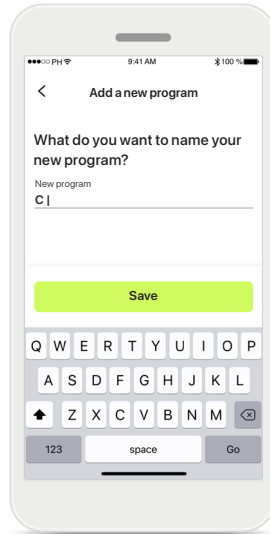 PH 9:41 AM 100 %
Add a new program
What do you want to name your
new program?
New program
C |
Save
Q W E R T Y U I O P
A S D F G H J K L
Z X C V B N M
123 space Go